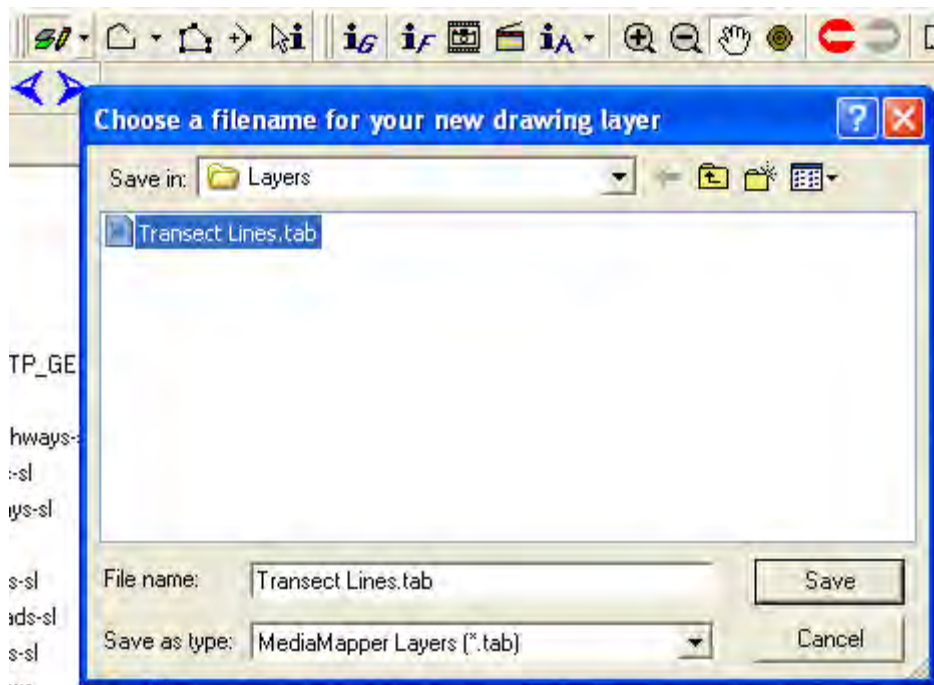 iG iF iA
Choose a filename for your new drawing layer
Save in: Layers
Transect Lines.tab
TP_GE
hways-s
-sl
ys-sl
s-sl
ads-sl
s-sl
File name: Transect Lines.tab Save
Save as type: MediaMapper Layers (*.tab) Cancel